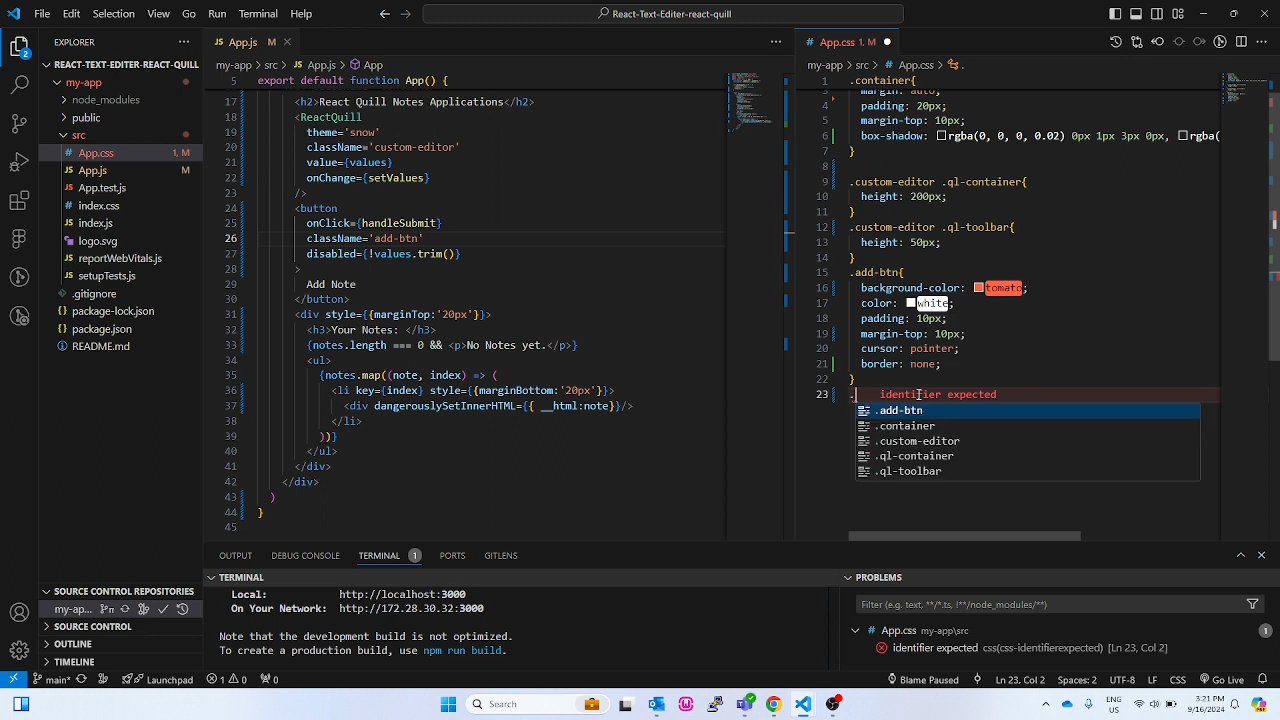 File Edit Selection View Go Run Terminal Help
React-Text-Editer-react-quill
EXPLORER
REACT-TEXT-EDITER-REACT-QUILL
my-app
node_modules
public
src
App.css 1, M
App.js M
App.test.js
index.css
index.js
logo.svg
reportWebVitals.js
setupTests.js
.gitignore
package-lock.json
package.json
README.md
SOURCE CONTROL REPOSITORIES
my-ap...
SOURCE CONTROL
OUTLINE
TIMELINE
App.js M
my-app > src > App.js > App
5 export default function App() {
17 <h2>React Quill Notes Applications</h2>
18 <ReactQuill
19 theme='snow'
20 className='custom-editor'
21 value={values}
22 onChange={setValues}
23 />
24 <button
25 onClick={handleSubmit}
26 className='add-btn'
27 disabled={!values.trim()}
28 >
29 Add Note
30 </button>
31 <div style={{marginTop:'20px'}}>
32 <h3>Your Notes: </h3>
33 {notes.length === 0 && <p>No Notes yet.</p>}
34 <ul>
35 {notes.map((note, index) => (
36 <li key={index} style={{marginBottom:'20px'}}>
37 <div dangerouslySetInnerHTML={{ __html:note}}/>
38 </li>
39 ))}
40 </ul>
41 </div>
42 </div>
43 )
44 }
45
App.css 1, M
my-app > src > App.css > .
1 .container{
margin: auto;
4 padding: 20px;
5 margin-top: 10px;
6 box-shadow: rgba(0, 0, 0, 0.02) 0px 1px 3px 0px, rgba(
7 }
8
9 .custom-editor .ql-container{
10 height: 200px;
11 }
12 .custom-editor .ql-toolbar{
13 height: 50px;
14 }
15 .add-btn{
16 background-color: tomato;
17 color: white;
18 padding: 10px;
19 margin-top: 10px;
20 cursor: pointer;
21 border: none;
22 }
23 . identifier expected
.add-btn
.container
.custom-editor
.ql-container
.ql-toolbar
OUTPUT DEBUG CONSOLE TERMINAL 1 PORTS GITLENS
TERMINAL
Local: http://localhost:3000
On Your Network: http://172.28.30.32:3000
Note that the development build is not optimized.
To create a production build, use npm run build.
PROBLEMS
Filter (e.g. text, **/*.ts, !**/node_modules/**)
App.css my-app\src 1
identifier expected css(css-identifierexpected) [Ln 23, Col 2]
main* Launchpad 1 0 0 Blame Paused Ln 23, Col 2 Spaces: 2 UTF-8 LF CSS Go Live
Search
ENG
US
3:21 PM
9/16/2024